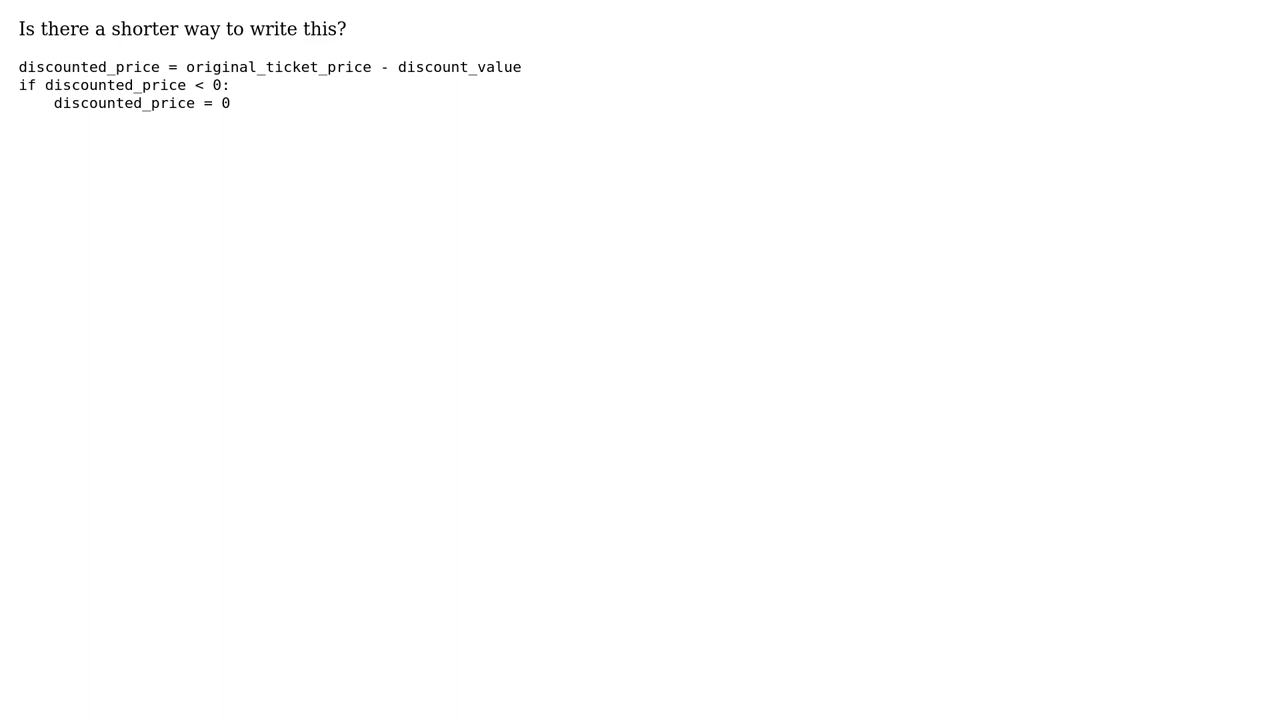 Is there a shorter way to write this?
discounted_price = original_ticket_price - discount_value
if discounted_price < 0:
    discounted_price = 0